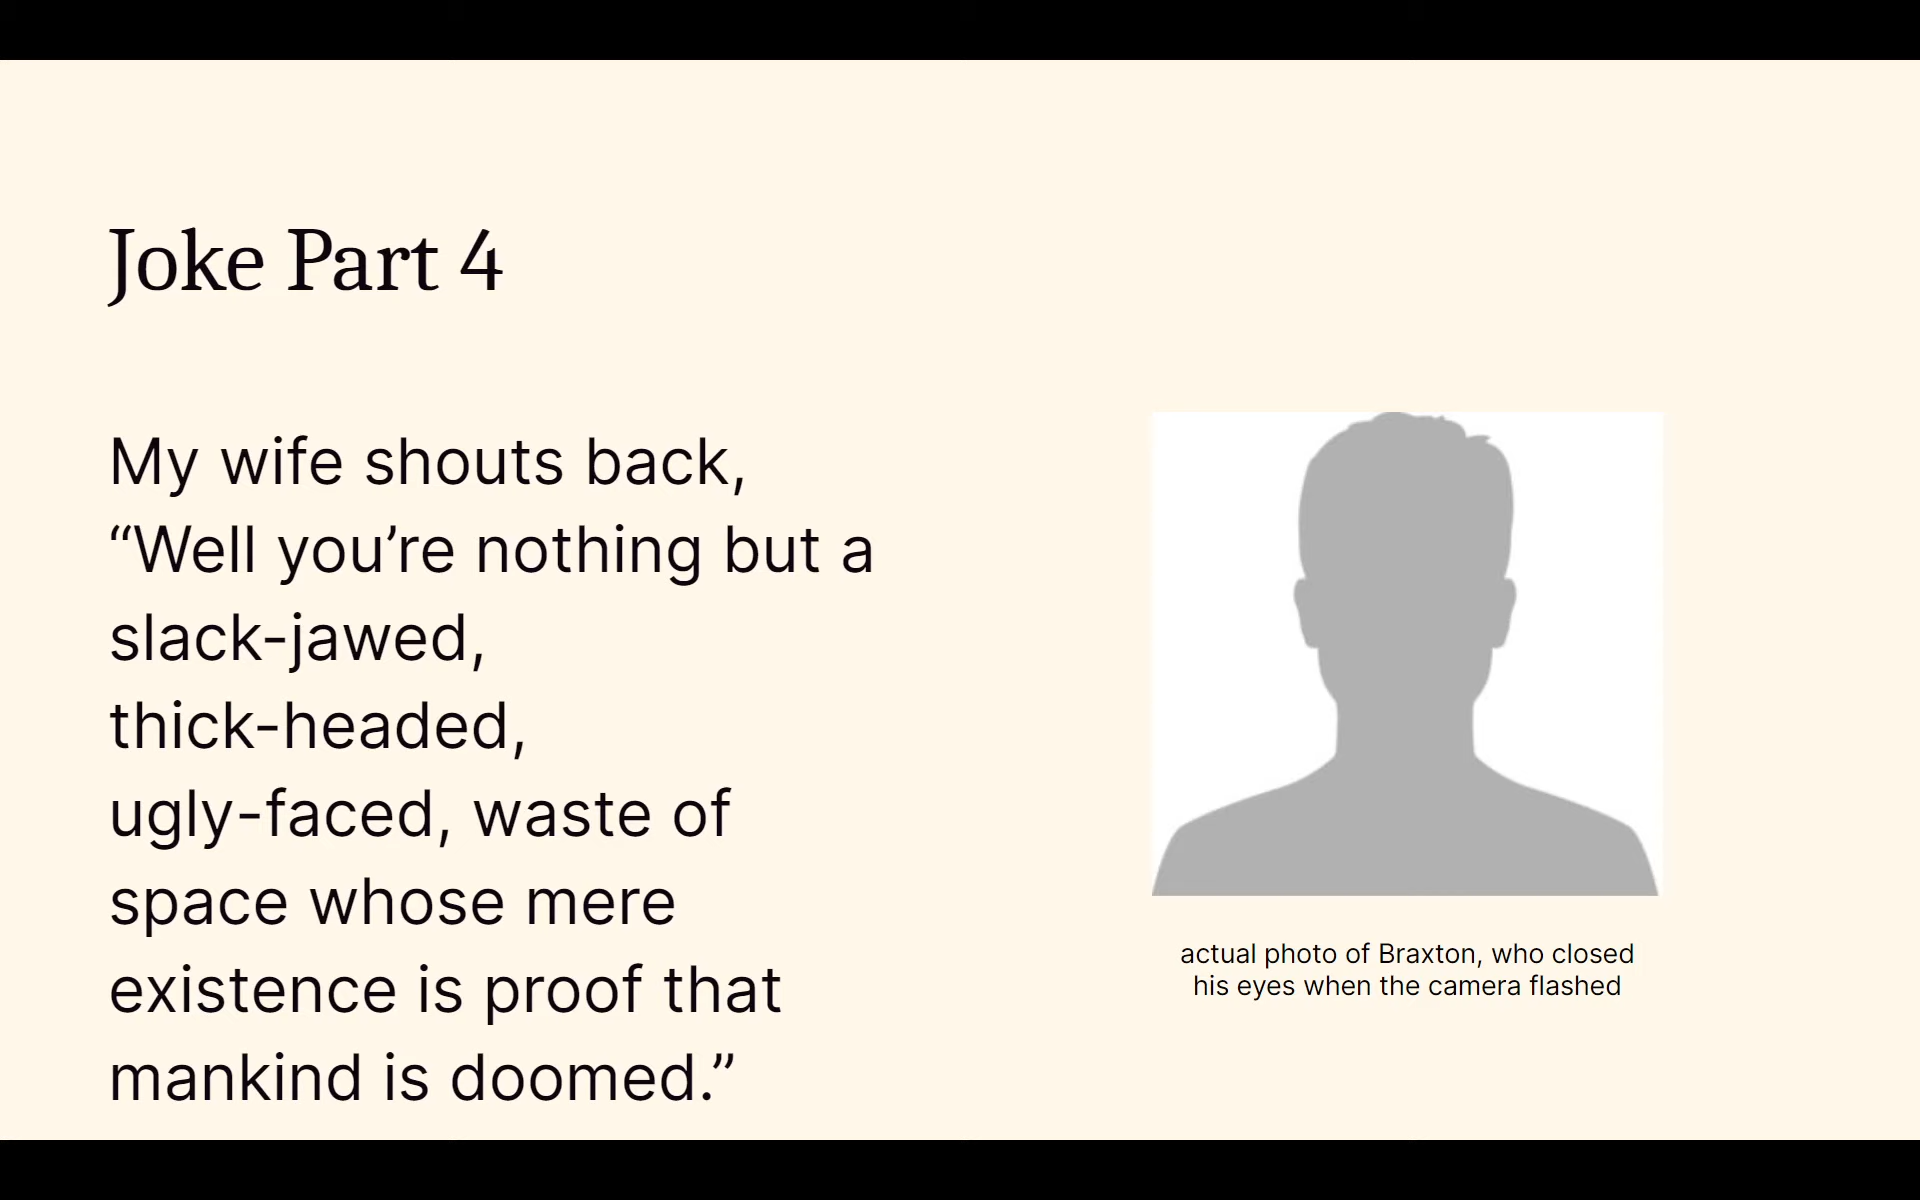 Joke Part 4
My wife shouts back,
“Well you’re nothing but a
slack-jawed,
thick-headed,
ugly-faced, waste of
space whose mere
existence is proof that
mankind is doomed.”
actual photo of Braxton, who closed
his eyes when the camera flashed